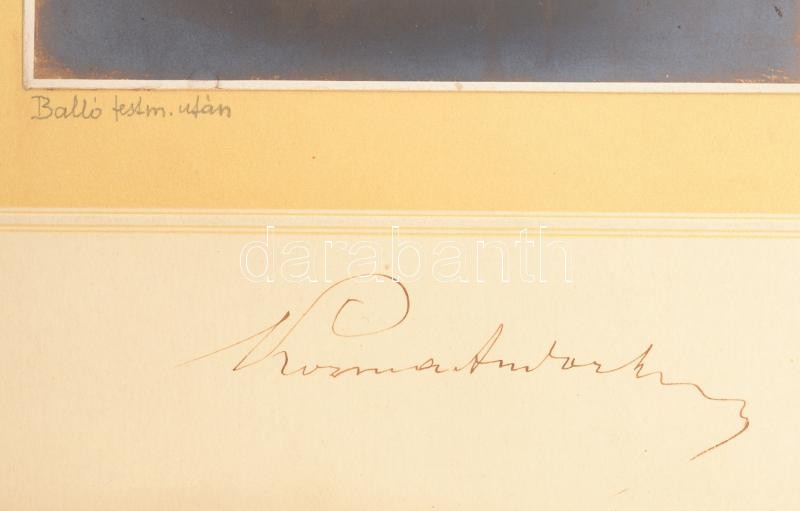 Balló festm. után
darabanth
Kozma Andor